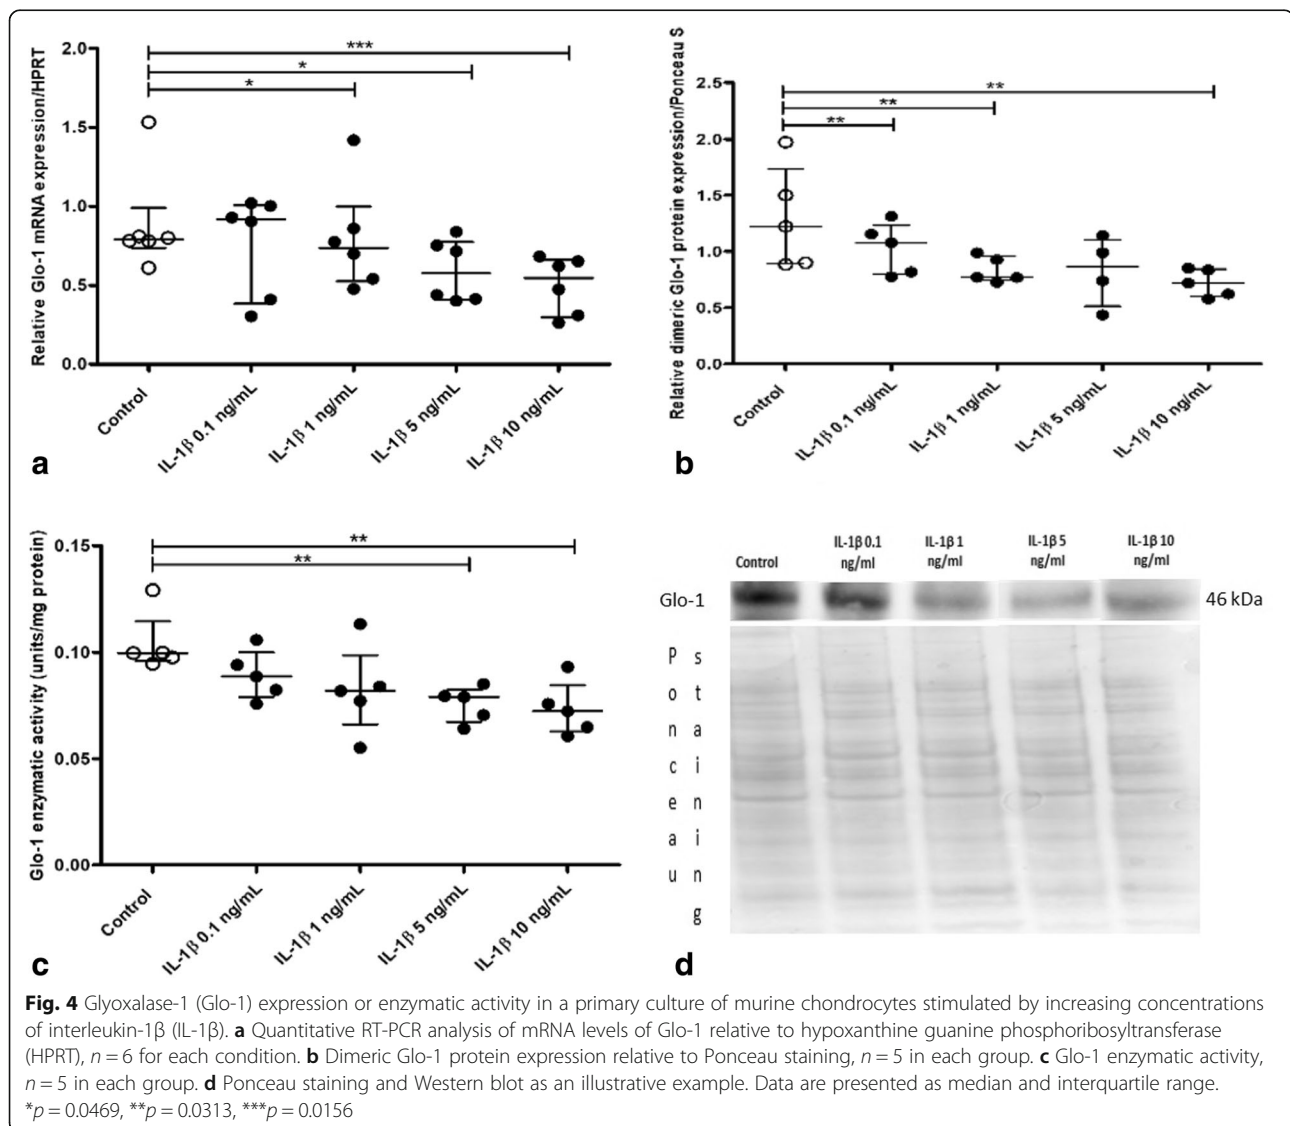 Relative Glo-1 mRNA expression/HPRT
2.0
1.5
1.0
0.5
0.0
***
*
*
Control
IL-1β 0.1 ng/mL
IL-1β 1 ng/mL
IL-1β 5 ng/mL
IL-1β 10 ng/mL
a
Relative dimeric Glo-1 protein expression/Ponceau S
2.5
2.0
1.5
1.0
0.5
0.0
**
**
**
Control
IL-1β 0.1 ng/mL
IL-1β 1 ng/mL
IL-1β 5 ng/mL
IL-1β 10 ng/mL
b
Glo-1 enzymatic activity (units/mg protein)
0.15
0.10
0.05
0.00
**
**
Control
IL-1β 0.1 ng/mL
IL-1β 1 ng/mL
IL-1β 5 ng/mL
IL-1β 10 ng/mL
c
Control
IL-1β 0.1
ng/ml
IL-1β 1
ng/ml
IL-1β 5
ng/ml
IL-1β 10
ng/ml
Glo-1
46 kDa
P s
o t
n a
c i
e n
a i
u n
g
d
Fig. 4 Glyoxalase-1 (Glo-1) expression or enzymatic activity in a primary culture of murine chondrocytes stimulated by increasing concentrations
of interleukin-1β (IL-1β). a Quantitative RT-PCR analysis of mRNA levels of Glo-1 relative to hypoxanthine guanine phosphoribosyltransferase
(HPRT), n = 6 for each condition. b Dimeric Glo-1 protein expression relative to Ponceau staining, n = 5 in each group. c Glo-1 enzymatic activity,
n = 5 in each group. d Ponceau staining and Western blot as an illustrative example. Data are presented as median and interquartile range.
*p = 0.0469, **p = 0.0313, ***p = 0.0156